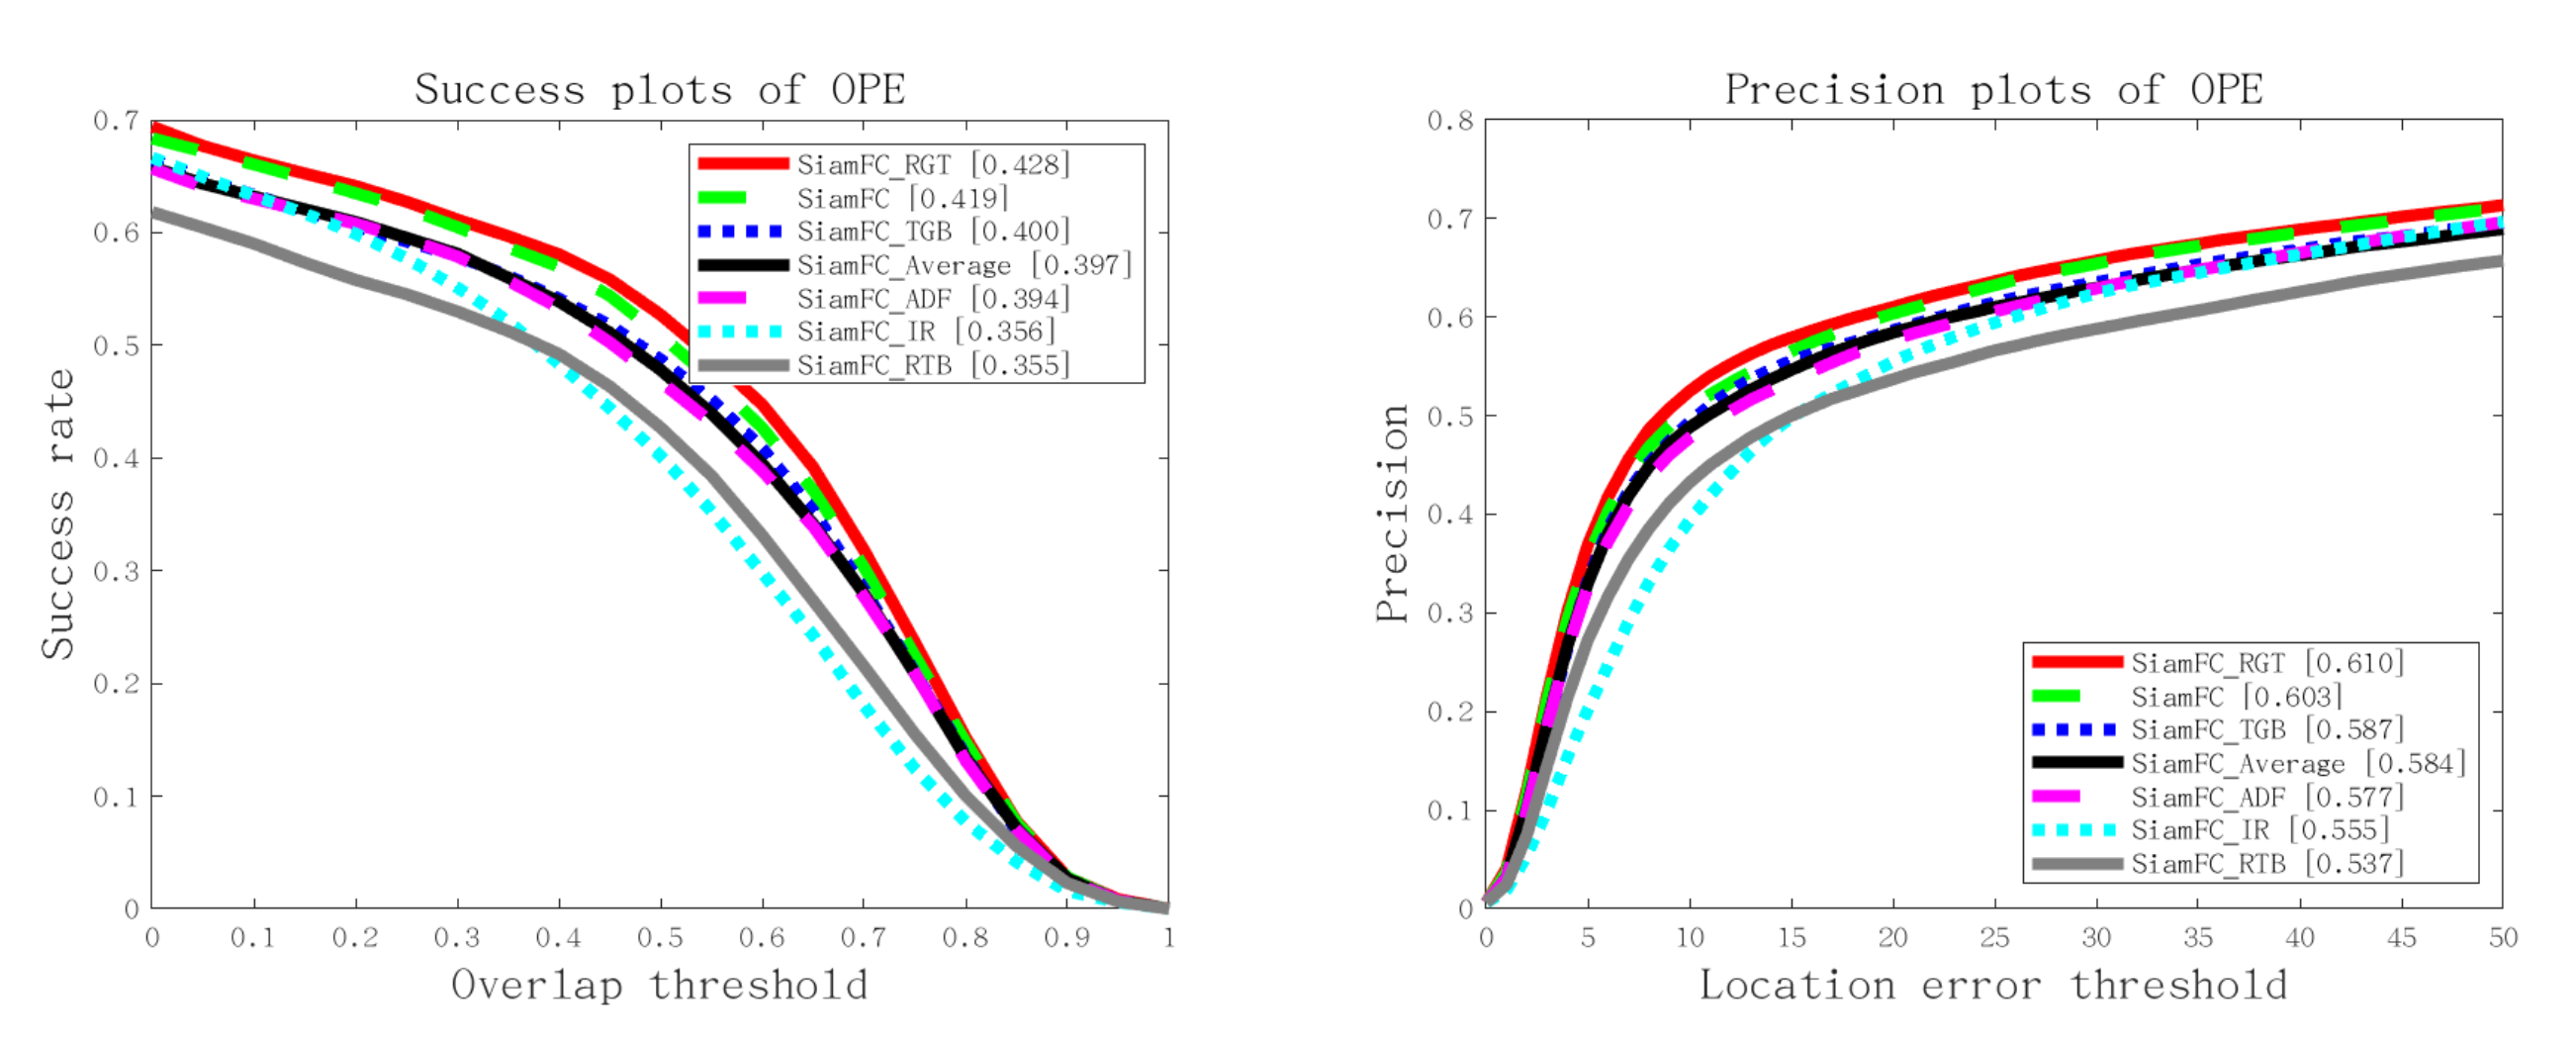 Success plots of OPE
Success rate
0.7
0.6
0.5
0.4
0.3
0.2
0.1
0
SiamFC_RGT [0.428]
SiamFC [0.419]
SiamFC_TGB [0.400]
SiamFC_Average [0.397]
SiamFC_ADF [0.394]
SiamFC_IR [0.356]
SiamFC_RTB [0.355]
0 0.1 0.2 0.3 0.4 0.5 0.6 0.7 0.8 0.9 1
Overlap threshold
Precision plots of OPE
Precision
0.8
0.7
0.6
0.5
0.4
0.3
0.2
0.1
0
SiamFC_RGT [0.610]
SiamFC [0.603]
SiamFC_TGB [0.587]
SiamFC_Average [0.584]
SiamFC_ADF [0.577]
SiamFC_IR [0.555]
SiamFC_RTB [0.537]
0 5 10 15 20 25 30 35 40 45 50
Location error threshold